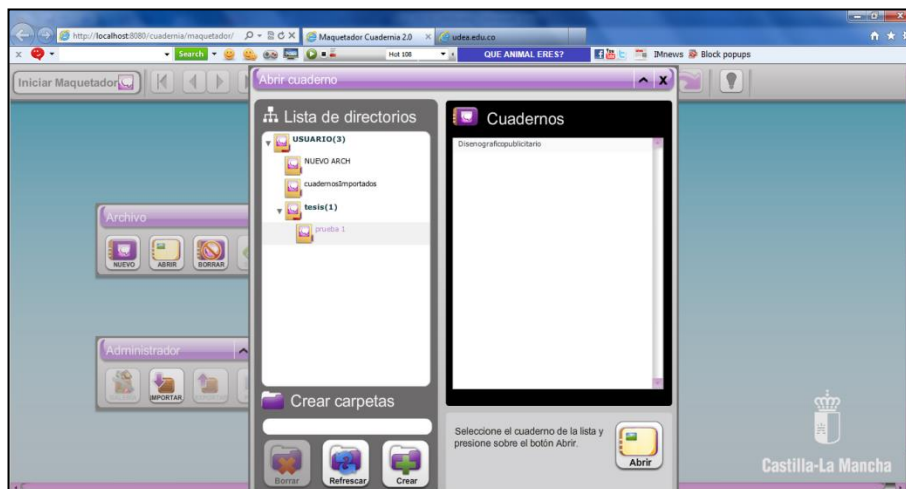 http://localhost:8080/cuadernia/maquetador/
Maquetador Cuadernia 2.0
udea.edu.co
Search
Hot 108
QUE ANIMAL ERES?
IMnews
Block popups
Iniciar Maquetador
Abrir cuaderno
Lista de directorios
USUARIO(3)
NUEVO ARCH
cuadernosImportados
tesis(1)
prueba 1
Cuadernos
Disenograficopublicitario
Archivo
NUEVO
ABRIR
BORRAR
Administrador
IMPORTAR
Crear carpetas
Borrar
Refrescar
Crear
Seleccione el cuaderno de la lista y
presione sobre el botón Abrir.
Abrir
Castilla-La Mancha